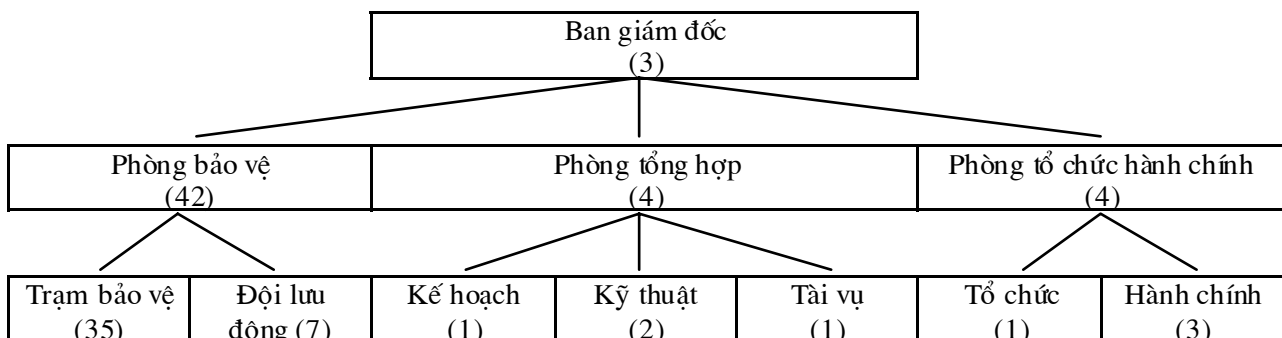 Ban giám đốc
(3)
Phòng bảo vệ
(42)
Phòng tổng hợp
(4)
Phòng tổ chức hành chính
(4)
Trạm bảo vệ
(35)
Đội lưu
động (7)
Kế hoạch
(1)
Kỹ thuật
(2)
Tài vụ
(1)
Tổ chức
(1)
Hành chính
(3)